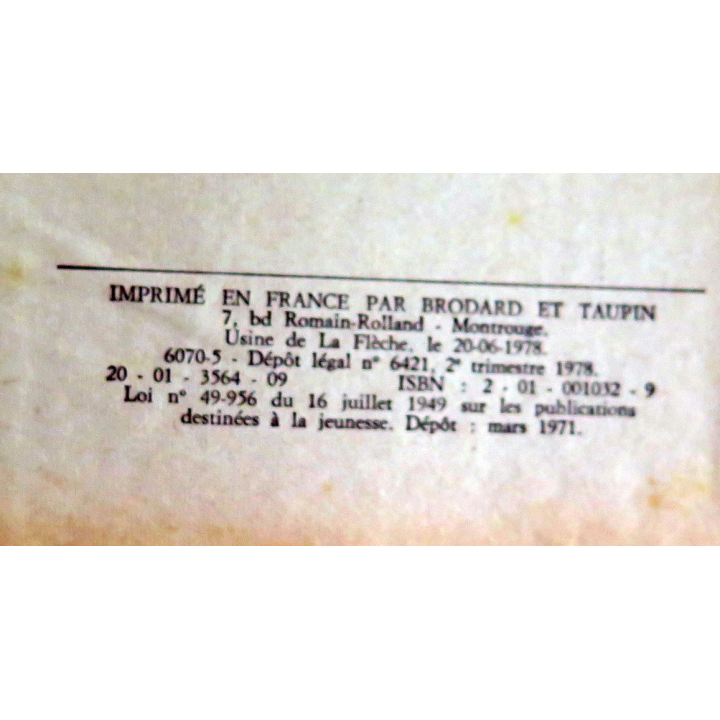 IMPRIMÉ EN FRANCE PAR BRODARD ET TAUPIN
7, bd Romain-Rolland - Montrouge.
Usine de La Flèche, le 20-06-1978.
6070-5 - Dépôt légal n° 6421, 2e trimestre 1978.
20 - 01 - 3564 - 09 ISBN : 2 - 01 - 001032 - 9
Loi n° 49-956 du 16 juillet 1949 sur les publications
destinées à la jeunesse. Dépôt : mars 1971.